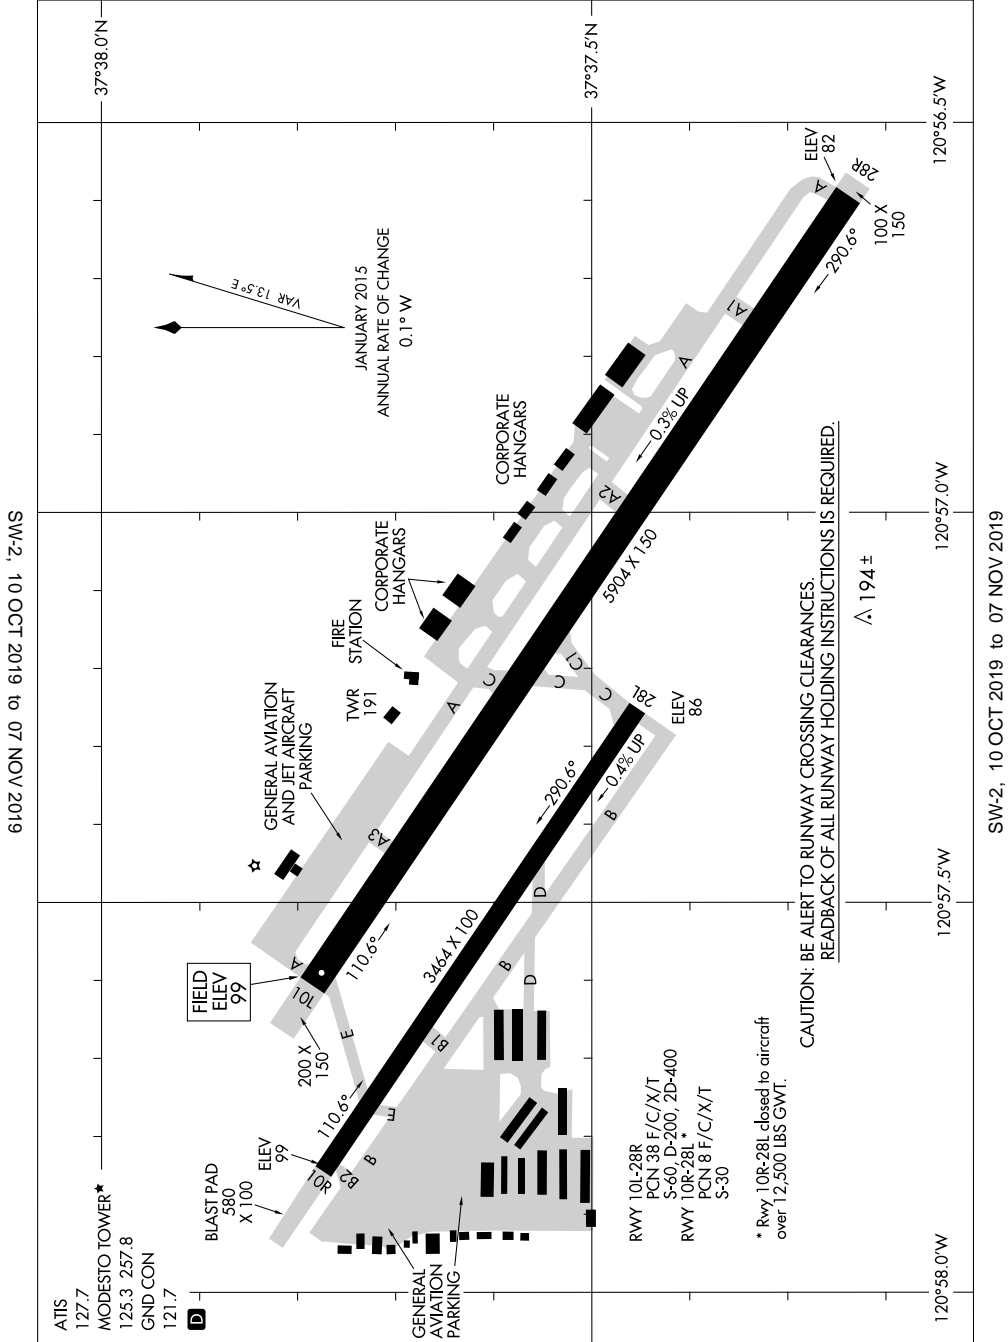 ATIS
127.7
MODESTO TOWER★
125.3 257.8
GND CON
121.7
D
BLAST PAD
580
X 100
ELEV
99
10R
B2
B
110.6°
E
E
B1
GENERAL
AVIATION
PARKING
FIELD
ELEV
99
200 X
150
10L
A
110.6°
3464 X 100
B
D
D
GENERAL AVIATION
AND JET AIRCRAFT
PARKING
A3
TWR
191
FIRE
STATION
A
CORPORATE
HANGARS
C
C
C1
C
28L
ELEV
86
290.6°
0.4% UP
B
5904 X 150
A2
CORPORATE
HANGARS
0.3% UP
A
A1
290.6°
A
ELEV
82
28R
100 X
150
VAR 13.5° E
JANUARY 2015
ANNUAL RATE OF CHANGE
0.1° W
37°38.0'N
37°37.5'N
120°56.5'W
120°57.0'W
120°57.5'W
120°58.0'W
194±
RWY 10L-28R
PCN 38 F/C/X/T
S-60, D-200, 2D-400
RWY 10R-28L *
PCN 8 F/C/X/T
S-30
* Rwy 10R-28L closed to aircraft
over 12,500 LBS GWT.
CAUTION: BE ALERT TO RUNWAY CROSSING CLEARANCES.
READBACK OF ALL RUNWAY HOLDING INSTRUCTIONS IS REQUIRED.
SW-2, 10 OCT 2019 to 07 NOV 2019
SW-2, 10 OCT 2019 to 07 NOV 2019